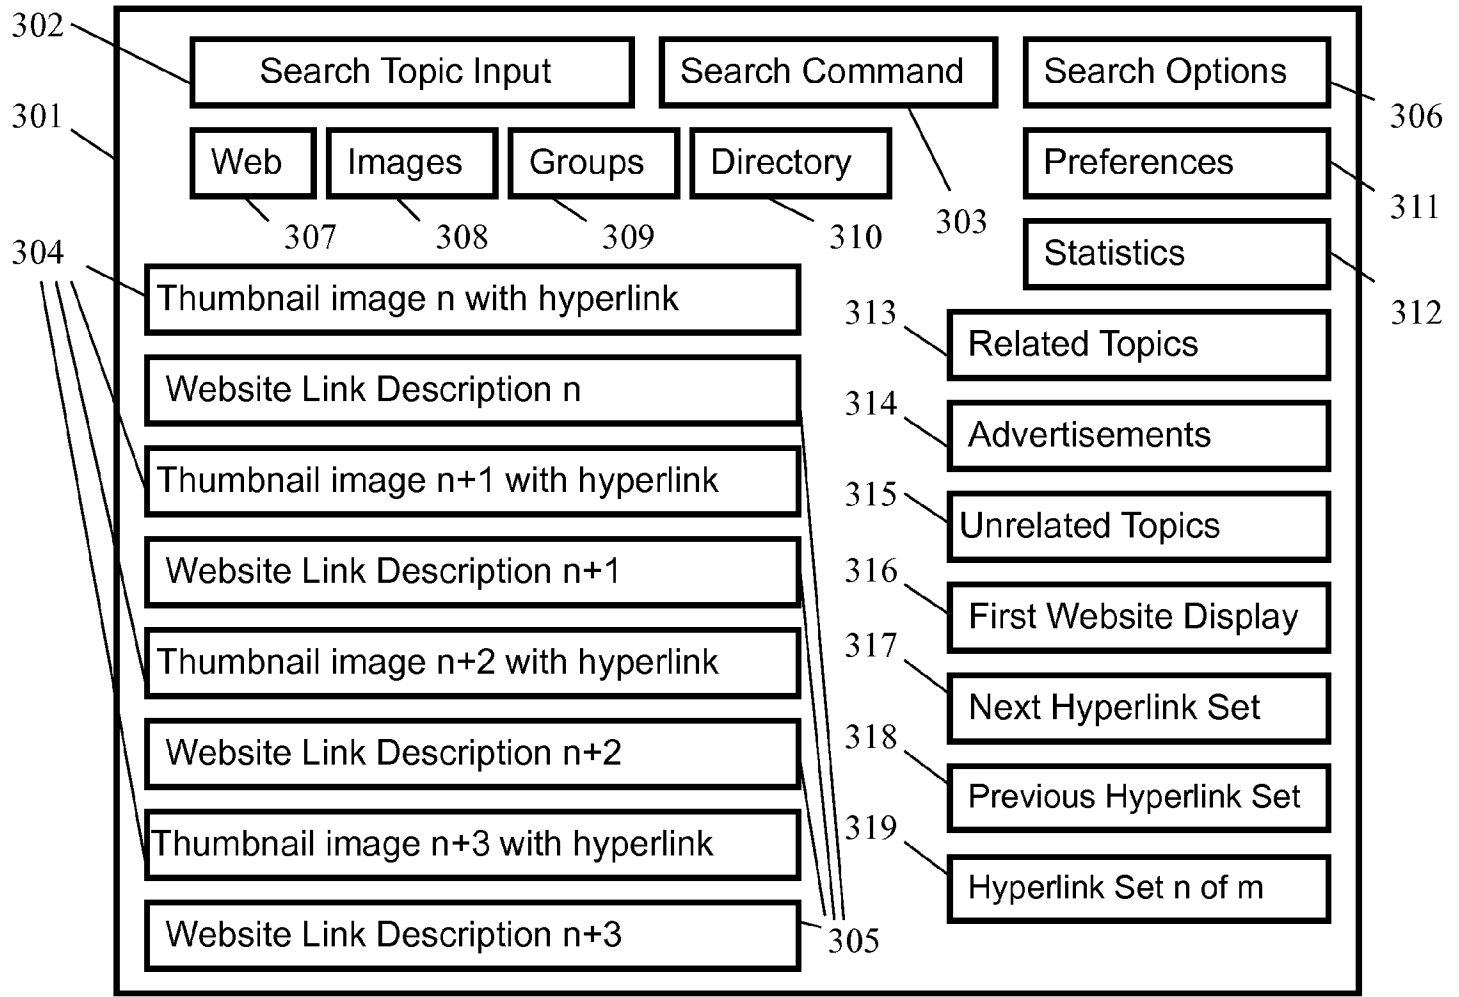 302
Search Topic Input
Search Command
Search Options
301
306
Web
Images
Groups
Directory
Preferences
307
308
309
310
303
311
304
Statistics
Thumbnail image n with hyperlink
313
312
Related Topics
Website Link Description n
314
Advertisements
Thumbnail image n+1 with hyperlink
315
Unrelated Topics
Website Link Description n+1
316
First Website Display
Thumbnail image n+2 with hyperlink
317
Next Hyperlink Set
Website Link Description n+2
318
Previous Hyperlink Set
Thumbnail image n+3 with hyperlink
319
Hyperlink Set n of m
Website Link Description n+3
305